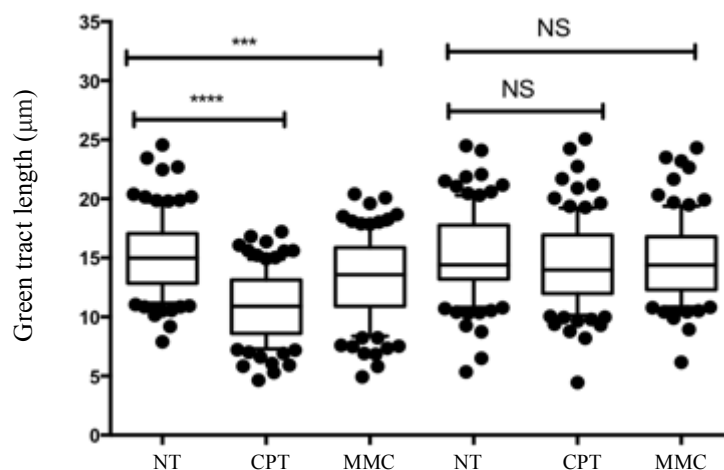 35
30
25
20
15
10
5
0
Green tract length (μm)
***
****
NS
NS
NT CPT MMC NT CPT MMC